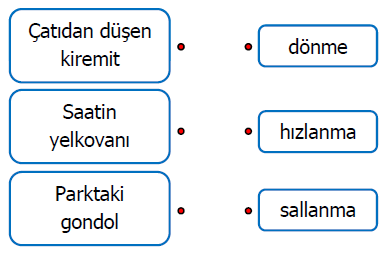 Çatıdan düşen
kiremit
dönme
Saatin
yelkovanı
hızlanma
Parktaki
gondol
sallanma